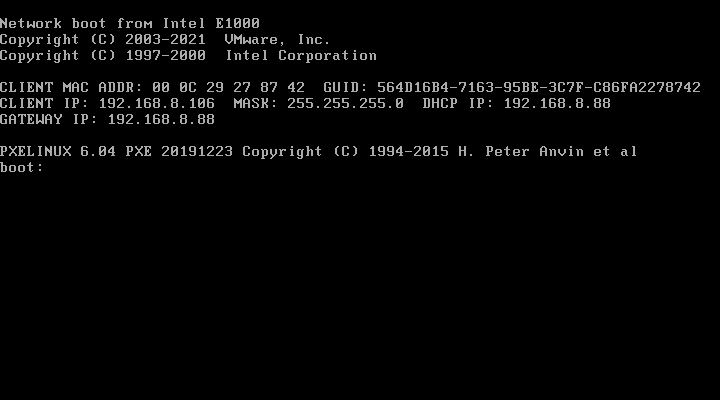 Network boot from Intel E1000
Copyright (C) 2003-2021  VMware, Inc.
Copyright (C) 1997-2000  Intel Corporation
CLIENT MAC ADDR: 00 0C 29 27 87 42  GUID: 564D16B4-7163-95BE-3C7F-C86FA2278742
CLIENT IP: 192.168.8.106  MASK: 255.255.255.0  DHCP IP: 192.168.8.88
GATEWAY IP: 192.168.8.88
PXELINUX 6.04 PXE 20191223 Copyright (C) 1994-2015 H. Peter Anvin et al
boot: